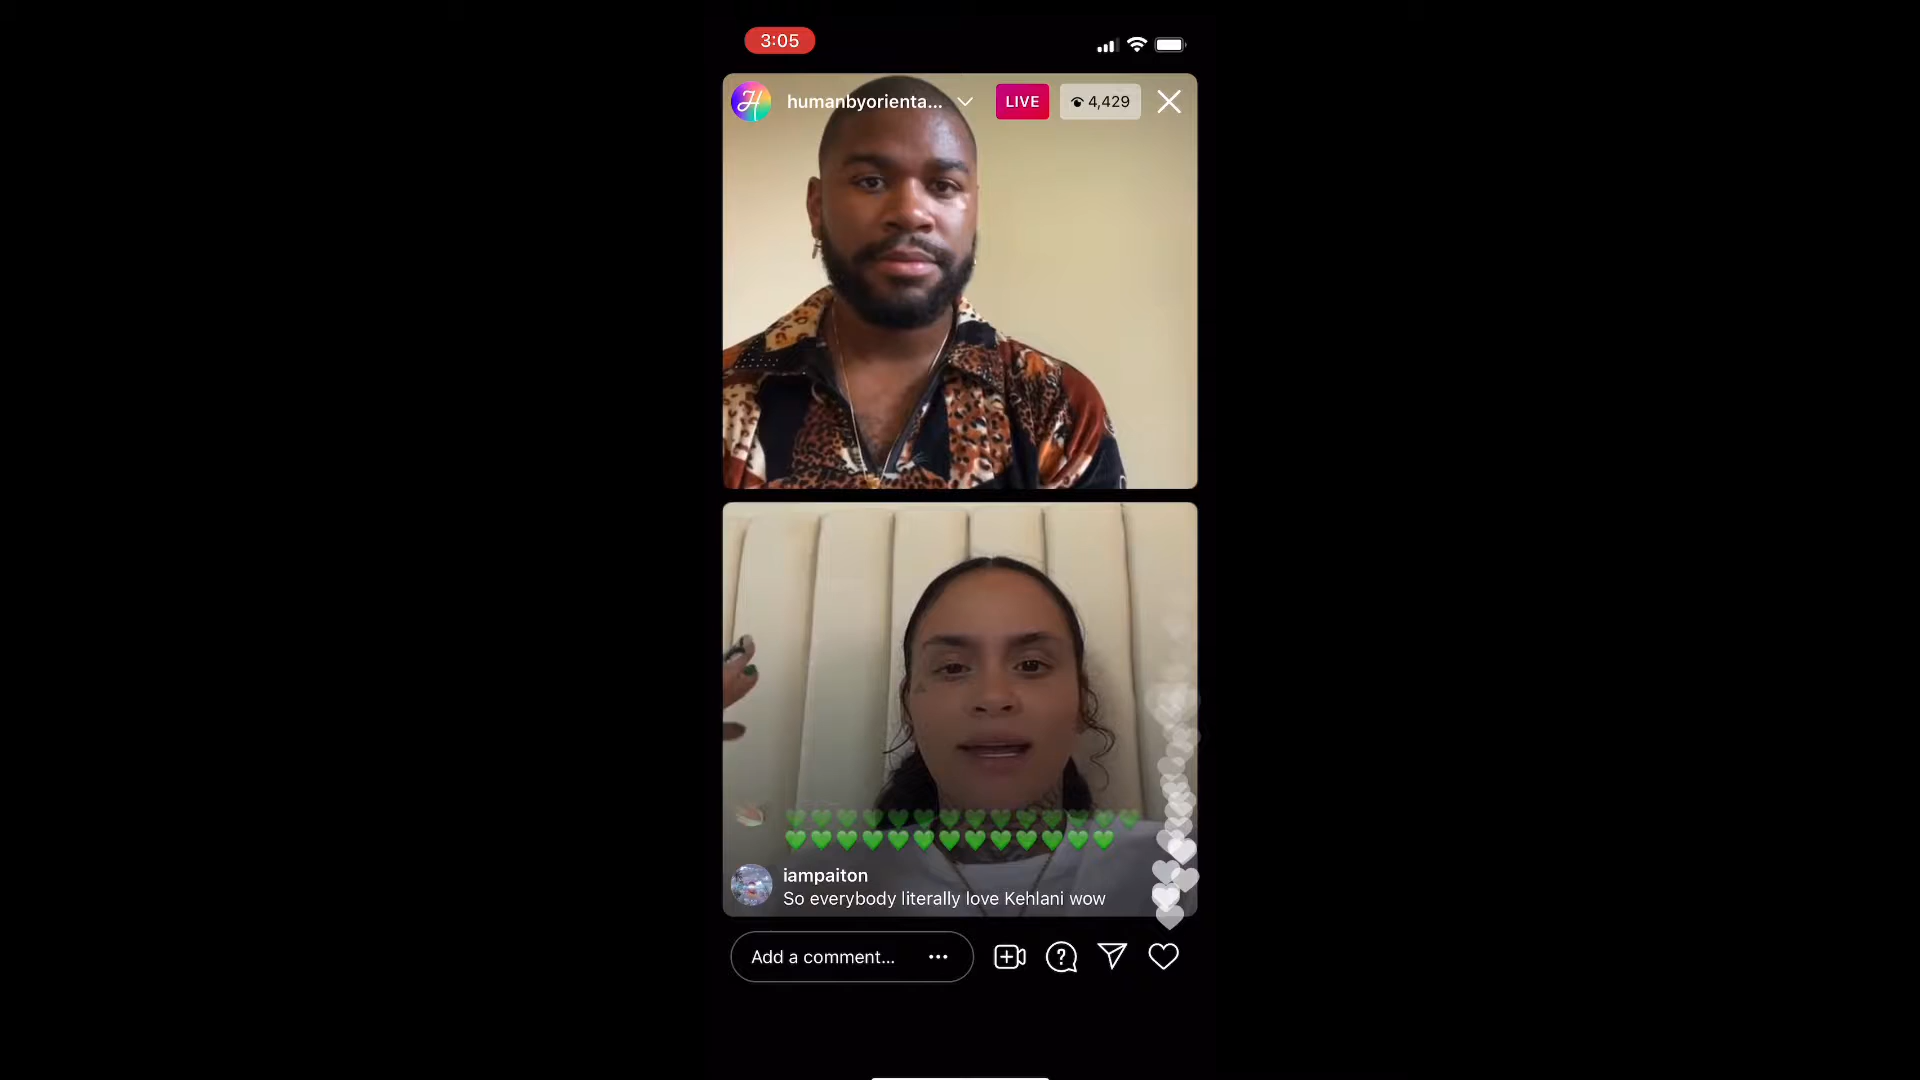 3:05
humanbyorienta...
LIVE
4,429
💚💚💚💚💚💚💚💚💚💚💚💚💚💚
💚💚💚💚💚💚💚💚💚💚💚💚💚
iampaiton
So everybody literally love Kehlani wow
Add a comment...